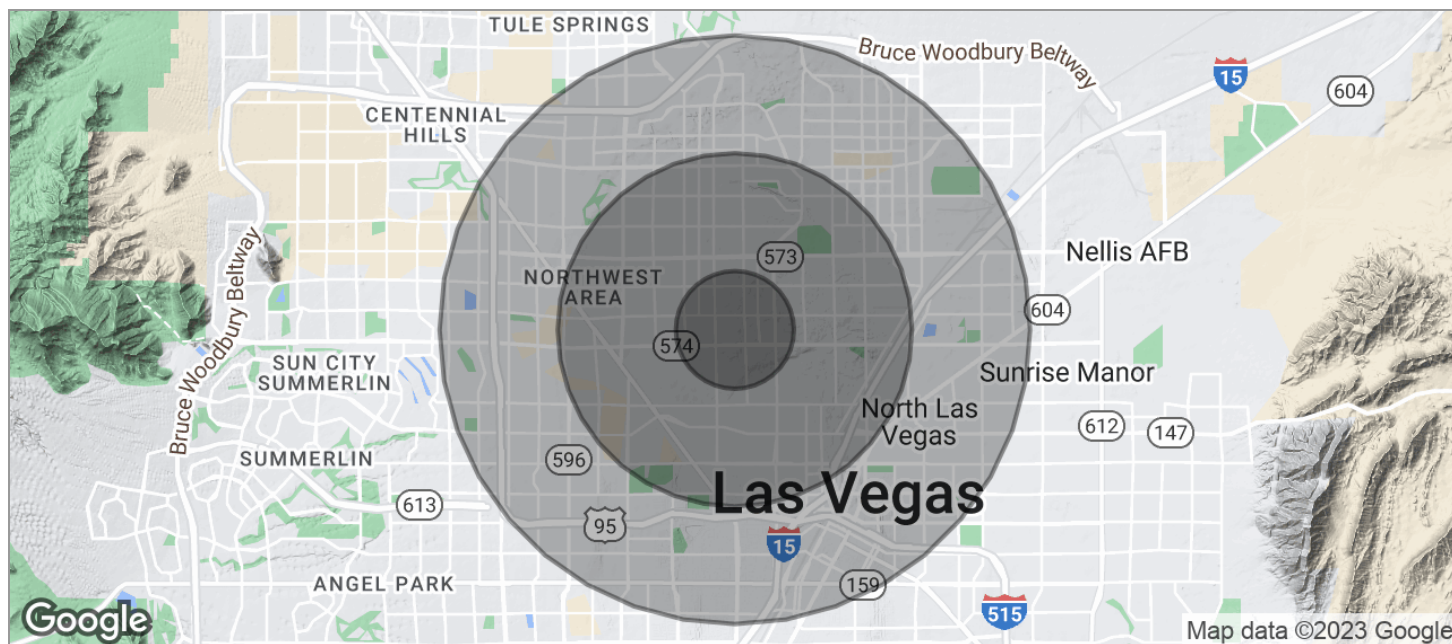 TULE SPRINGS
Bruce Woodbury Beltway
15
604
CENTENNIAL
HILLS
573
Nellis AFB
NORTHWEST
AREA
Bruce Woodbury Beltway
604
574
SUN CITY
SUMMERLIN
Sunrise Manor
North Las
Vegas
612
147
SUMMERLIN
596
Las Vegas
613
95
15
ANGEL PARK
159
515
Google
Map data ©2023 Google